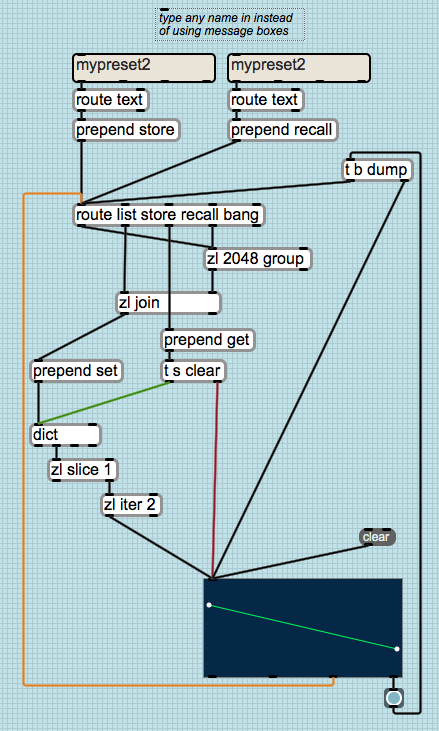 type any name in instead
of using message boxes
mypreset2
mypreset2
route text
route text
prepend store
prepend recall
t b dump
route list store recall bang
zl 2048 group
zl join
prepend get
prepend set
t s clear
dict
zl slice 1
zl iter 2
clear